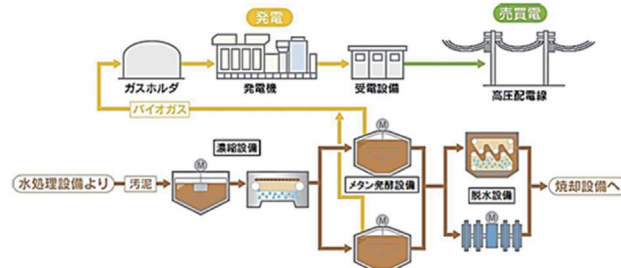 発電
売買電
ガスホルダ
発電機
受電設備
高圧配電線
バイオガス
M
濃縮設備
M
水処理設備より
汚泥
メタン発酵設備
脱水設備
焼却設備へ
M
M